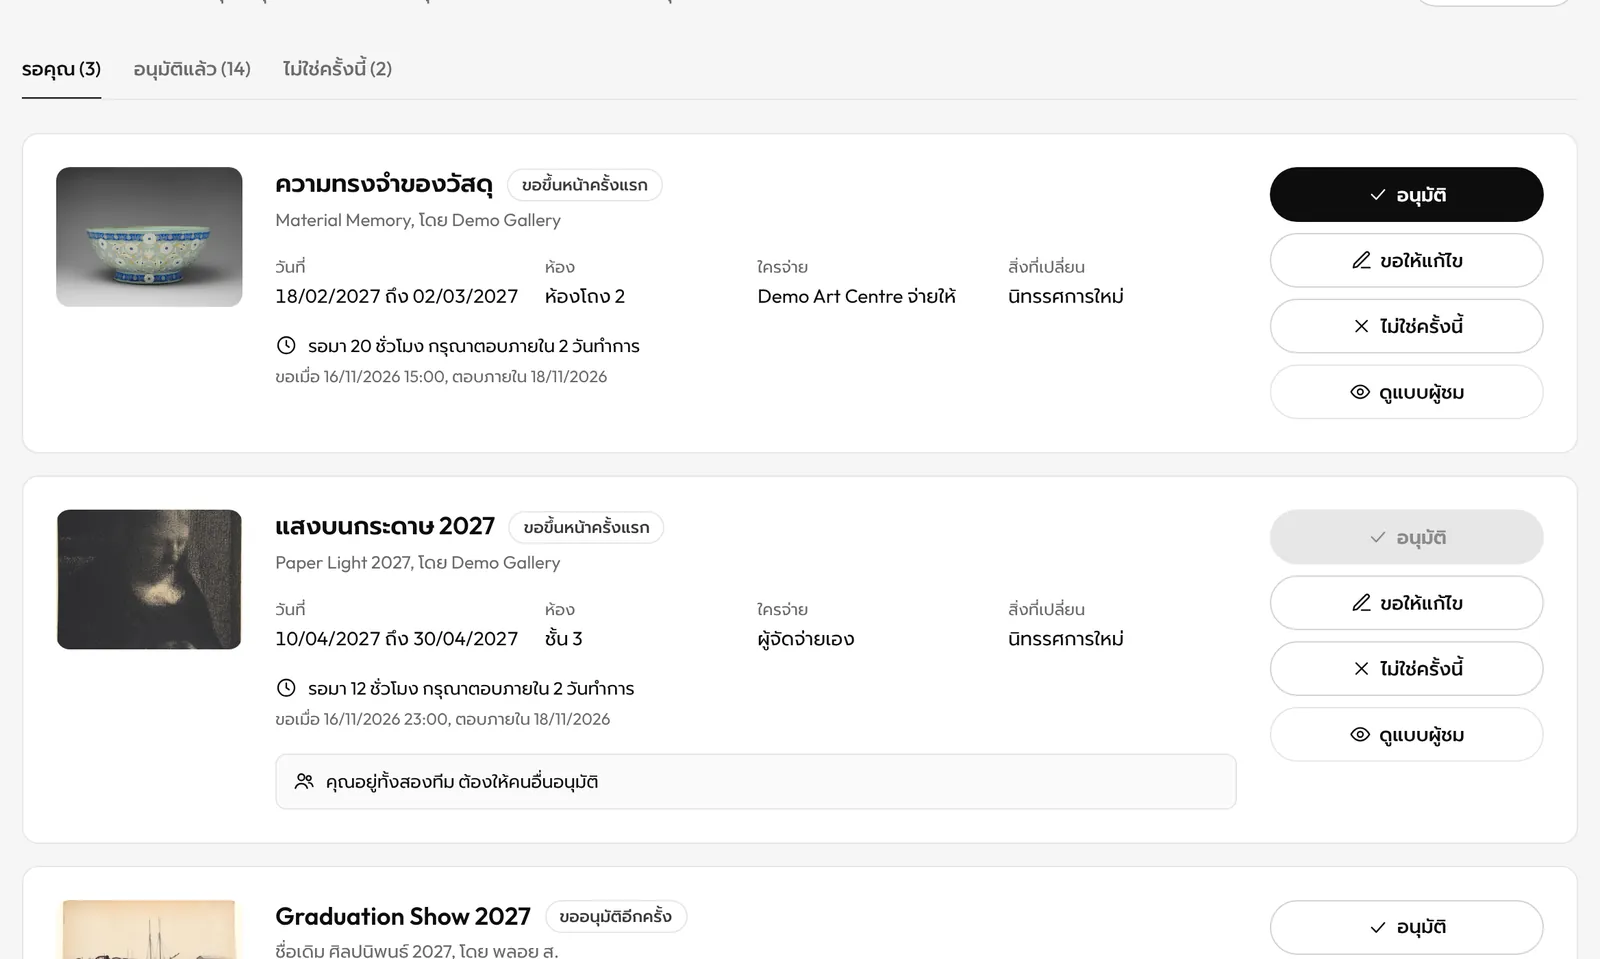 รอคุณ (3)
อนุมัติแล้ว (14)
ไม่ใช่ครั้งนี้ (2)
ความทรงจำของวัสดุ
ขอขึ้นหน้าครั้งแรก
Material Memory, โดย Demo Gallery
วันที่
18/02/2027 ถึง 02/03/2027
ห้อง
ห้องโถง 2
ใครจ่าย
Demo Art Centre จ่ายให้
สิ่งที่เปลี่ยน
นิทรรศการใหม่
รอมา 20 ชั่วโมง กรุณาตอบภายใน 2 วันทำการ
ขอเมื่อ 16/11/2026 15:00, ตอบภายใน 18/11/2026
อนุมัติ
ขอให้แก้ไข
ไม่ใช่ครั้งนี้
ดูแบบผู้ชม
แสงบนกระดาษ 2027
ขอขึ้นหน้าครั้งแรก
Paper Light 2027, โดย Demo Gallery
วันที่
10/04/2027 ถึง 30/04/2027
ห้อง
ชั้น 3
ใครจ่าย
ผู้จัดจ่ายเอง
สิ่งที่เปลี่ยน
นิทรรศการใหม่
รอมา 12 ชั่วโมง กรุณาตอบภายใน 2 วันทำการ
ขอเมื่อ 16/11/2026 23:00, ตอบภายใน 18/11/2026
คุณอยู่ทั้งสองทีม ต้องให้คนอื่นอนุมัติ
อนุมัติ
ขอให้แก้ไข
ไม่ใช่ครั้งนี้
ดูแบบผู้ชม
Graduation Show 2027
ขออนุมัติอีกครั้ง
ชื่อเดิม ศิลปนิพนธ์ 2027, โดย พลอย ส.
อนุมัติ